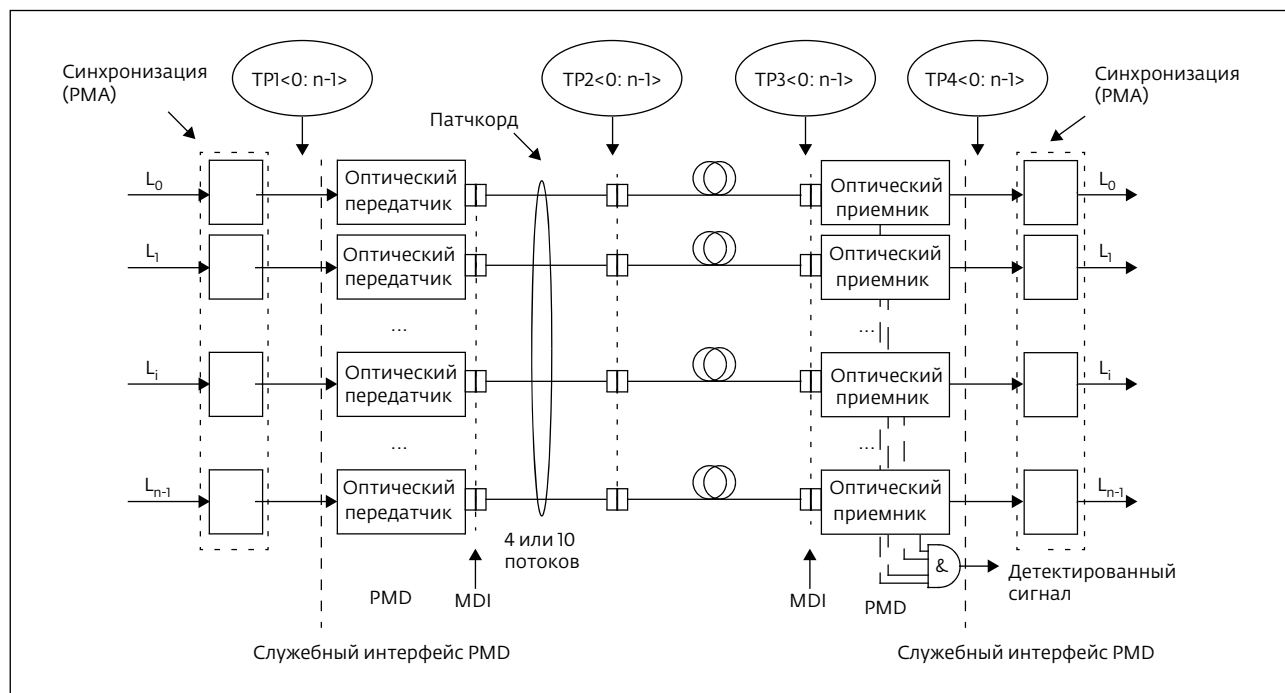 Синхронизация
(PMA)
TP1<0: n-1>
TP2<0: n-1>
TP3<0: n-1>
TP4<0: n-1>
Синхронизация
(PMA)
Патчкорд
L0
Оптический
передатчик
Оптический
приемник
L0
L1
Оптический
передатчик
Оптический
приемник
L1
...
...
Li
Оптический
передатчик
Оптический
приемник
Li
...
...
Ln-1
Оптический
передатчик
Оптический
приемник
Ln-1
4 или 10
потоков
&
Детектированный
сигнал
PMD
MDI
MDI
PMD
Служебный интерфейс PMD
Служебный интерфейс PMD